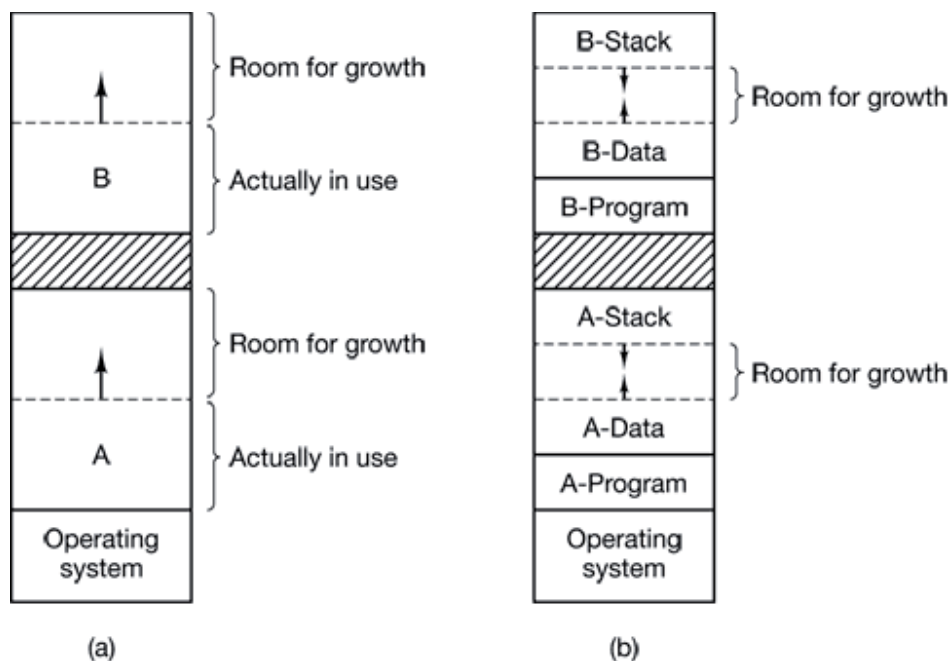 Room for growth
B
Actually in use
Room for growth
A
Actually in use
Operating
system
(a)
B-Stack
Room for growth
B-Data
B-Program
A-Stack
Room for growth
A-Data
A-Program
Operating
system
(b)